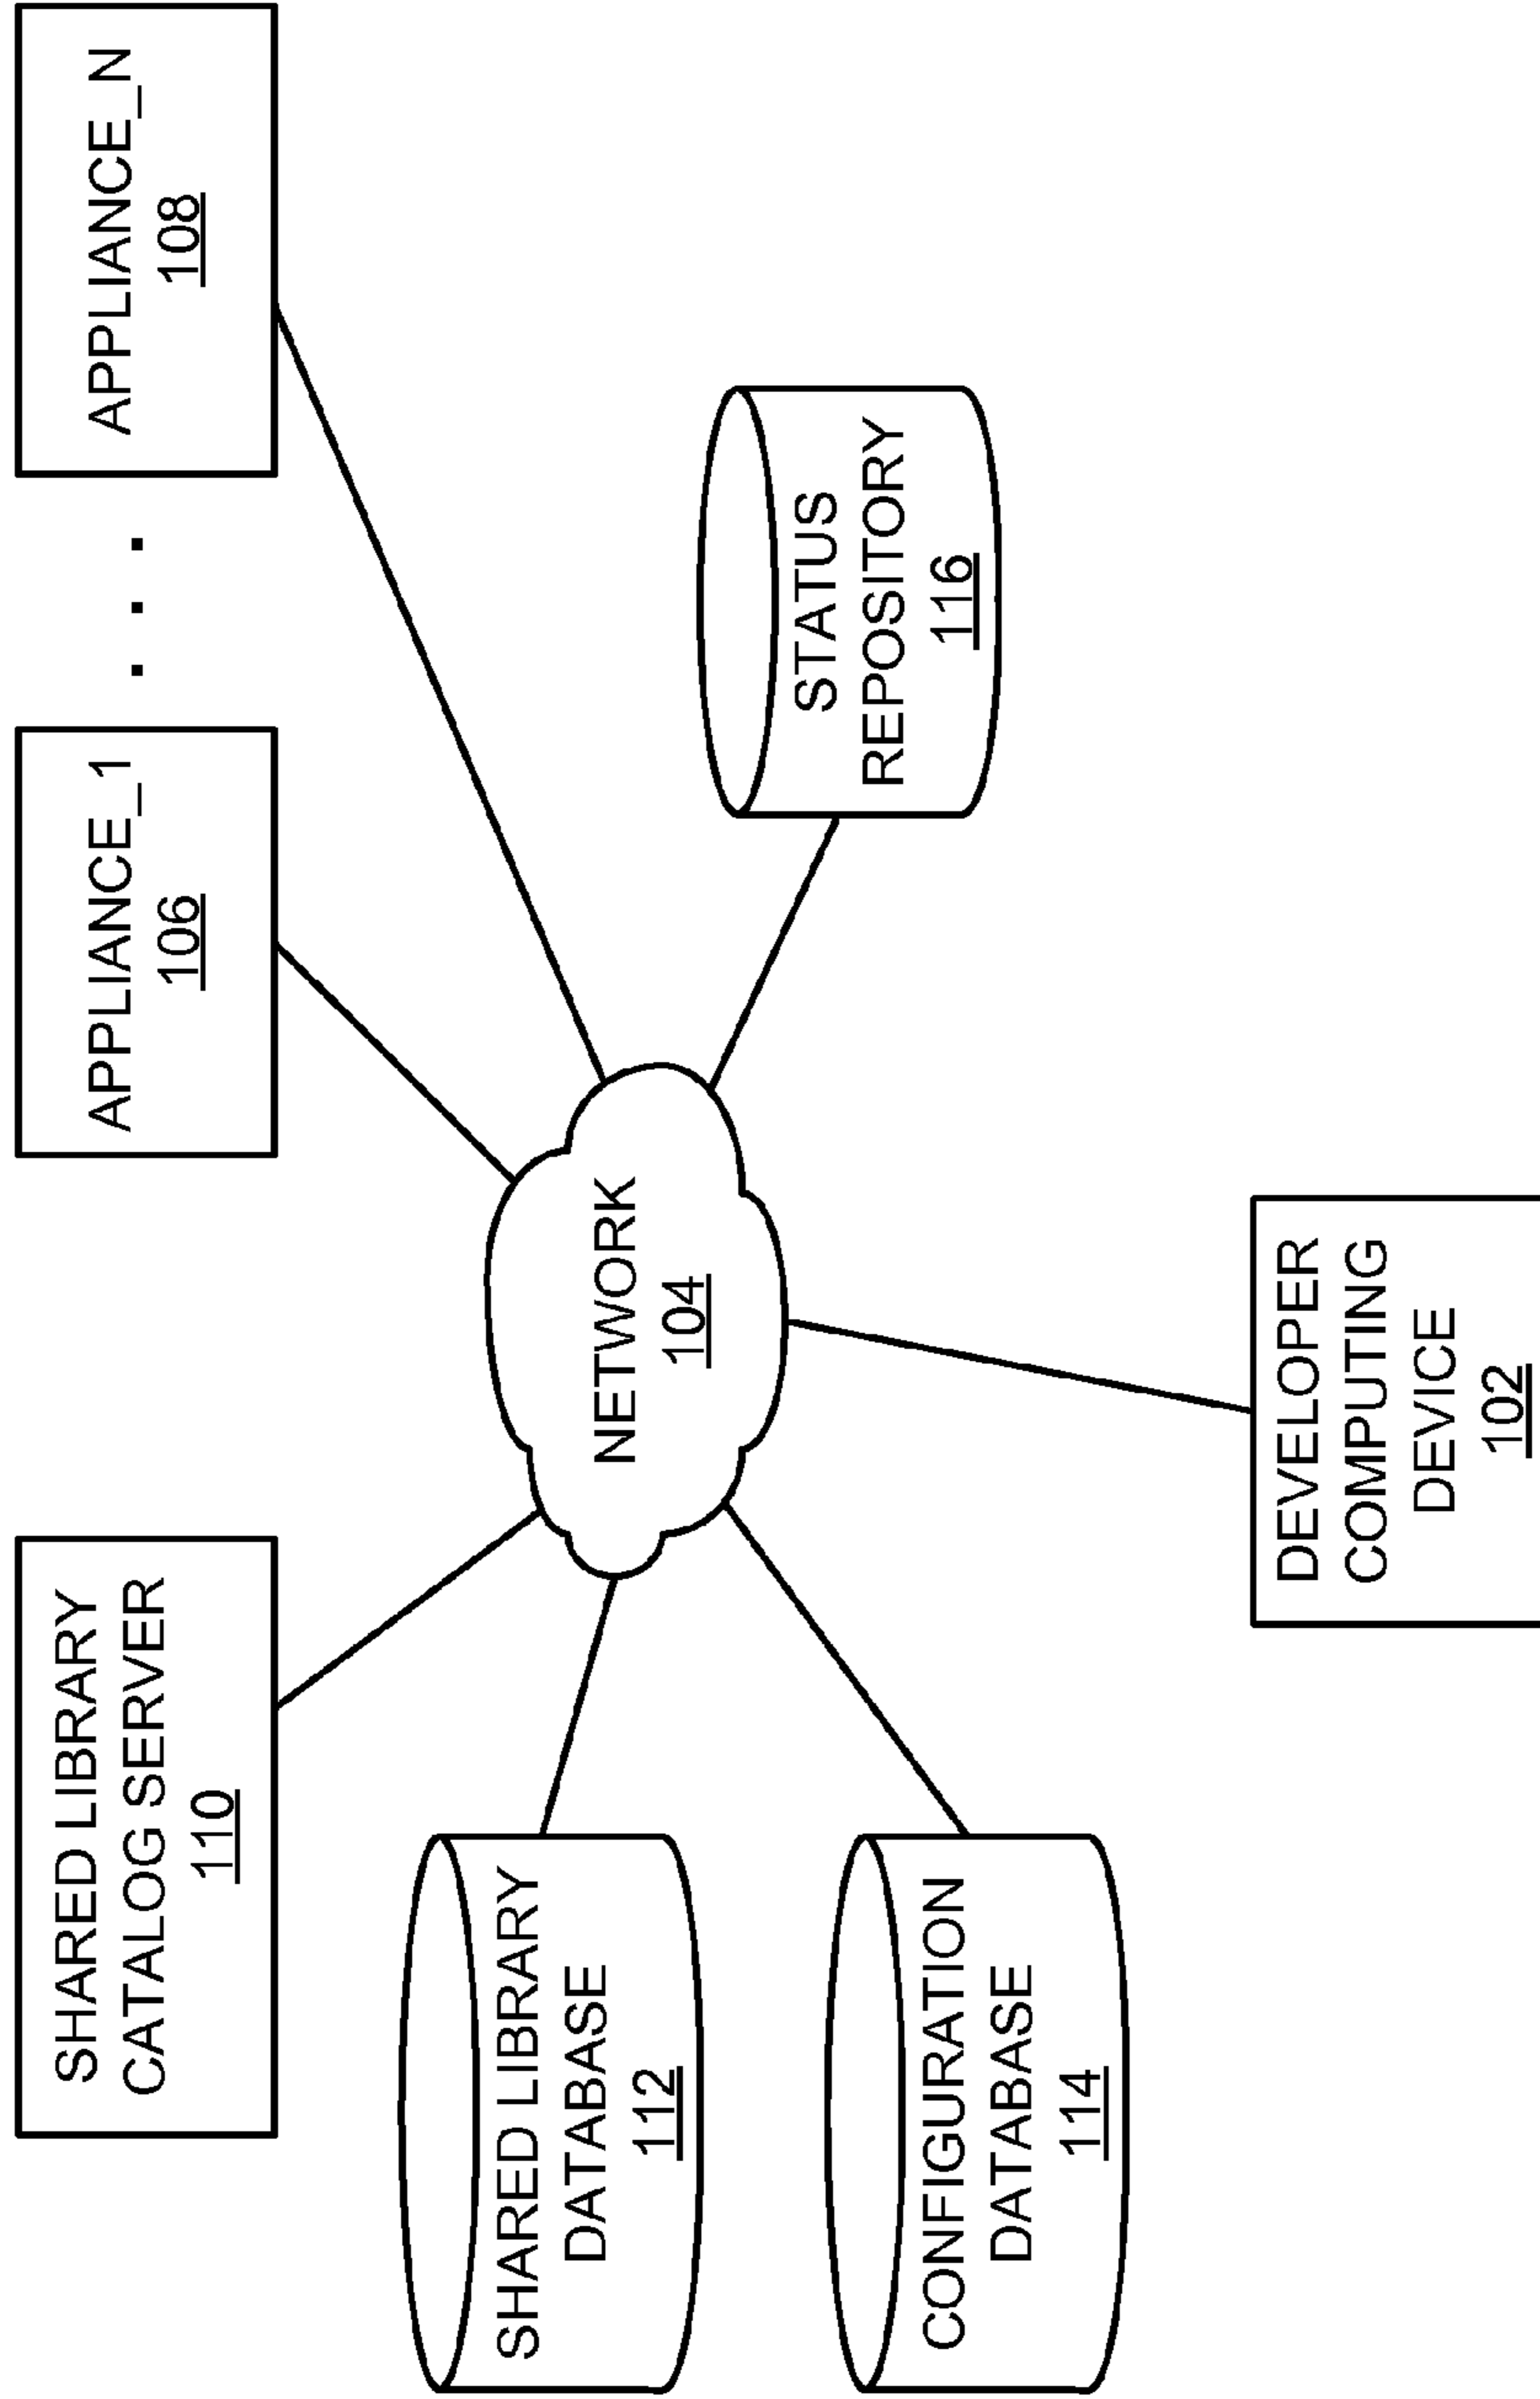 SHARED LIBRARY
CATALOG SERVER
110
APPLIANCE_1
106
. . .
APPLIANCE_N
108
SHARED LIBRARY
DATABASE
112
NETWORK
104
STATUS
REPOSITORY
116
CONFIGURATION
DATABASE
114
DEVELOPER
COMPUTING
DEVICE
102